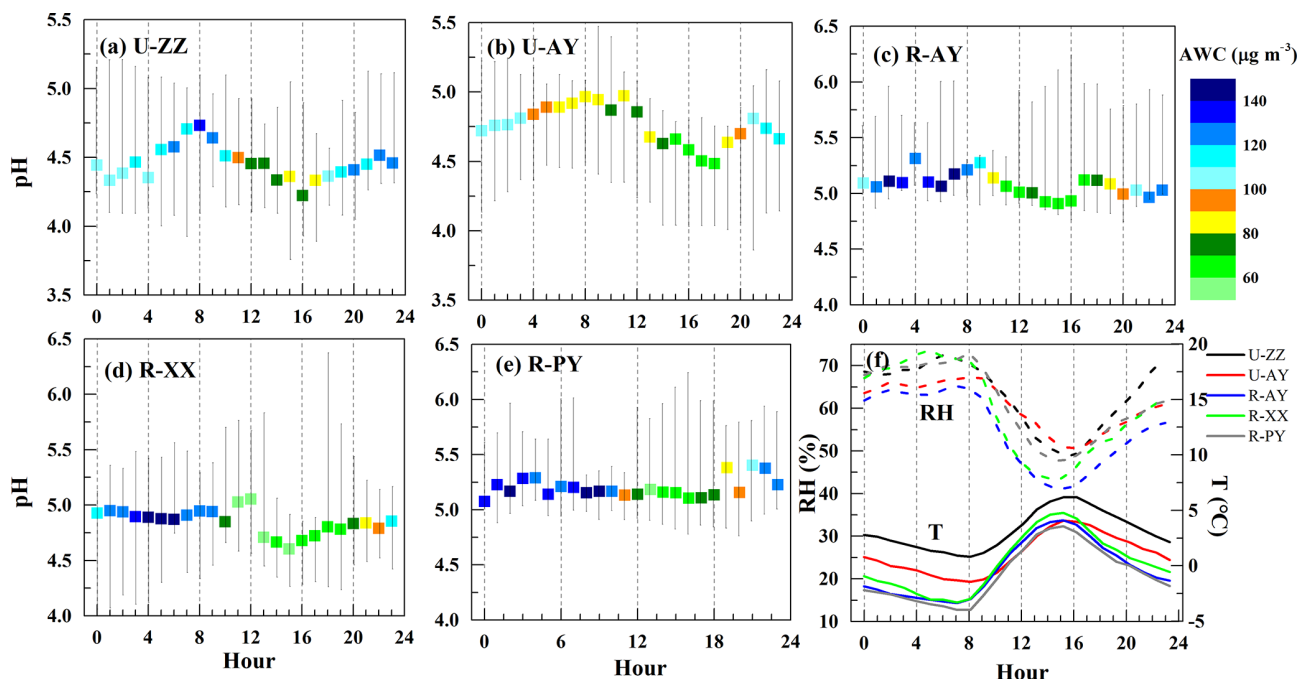 (a) U-ZZ
pH
5.5
5.0
4.5
4.0
3.5
0 4 8 12 16 20 24
(b) U-AY
5.5
5.0
4.5
4.0
3.5
0 4 8 12 16 20 24
(c) R-AY
pH
6.5
6.0
5.5
5.0
4.5
4.0
0 4 8 12 16 20 24
AWC (µg m⁻³)
140
120
100
80
60
(d) R-XX
pH
6.5
6.0
5.5
5.0
4.5
4.0
0 4 8 12 16 20 24
Hour
(e) R-PY
6.5
6.0
5.5
5.0
4.5
4.0
0 6 12 18 24
Hour
(f)
RH (%)
70
60
50
40
30
20
10
RH
T
20
15
10
5
0
-5
T (°C)
0 4 8 12 16 20 24
Hour
U-ZZ
U-AY
R-AY
R-XX
R-PY